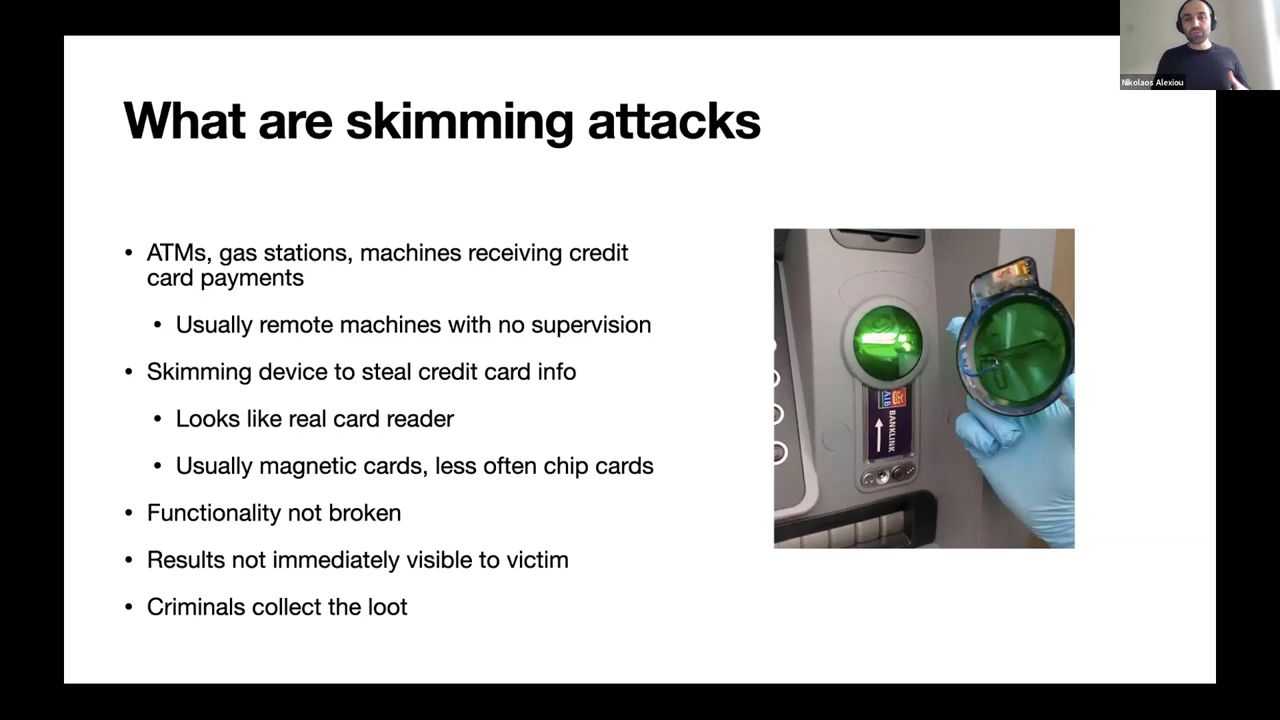 Nikolaos Alexiou
What are skimming attacks
• ATMs, gas stations, machines receiving credit
card payments
• Usually remote machines with no supervision
• Skimming device to steal credit card info
• Looks like real card reader
• Usually magnetic cards, less often chip cards
• Functionality not broken
• Results not immediately visible to victim
• Criminals collect the loot
AIB
BANKLINK